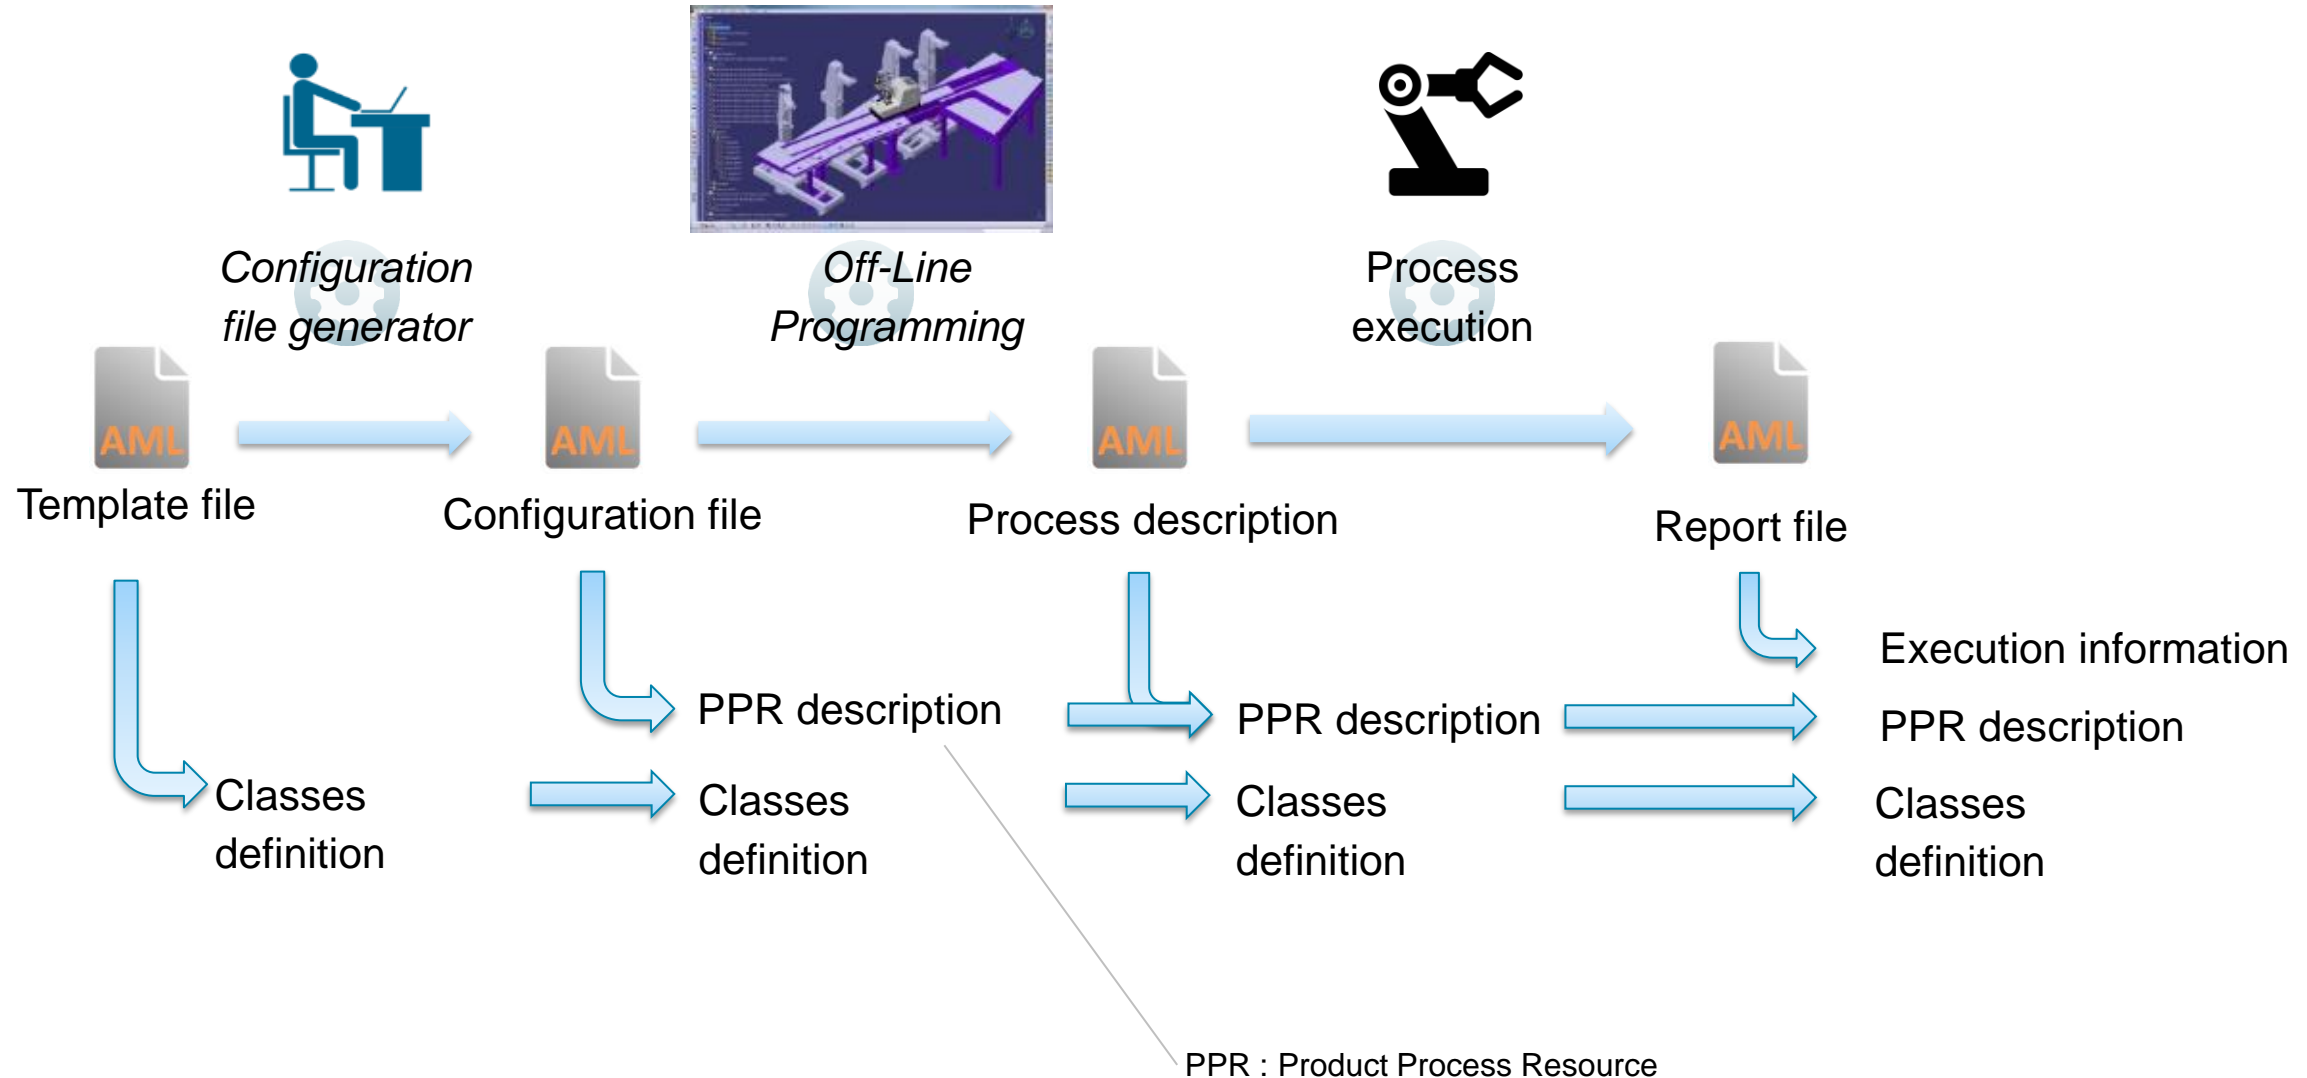 Configuration
file generator
Off-Line
Programming
Process
execution
AML
AML
AML
AML
Template file
Configuration file
Process description
Report file
Execution information
PPR description
PPR description
PPR description
Classes
definition
Classes
definition
Classes
definition
Classes
definition
PPR : Product Process Resource